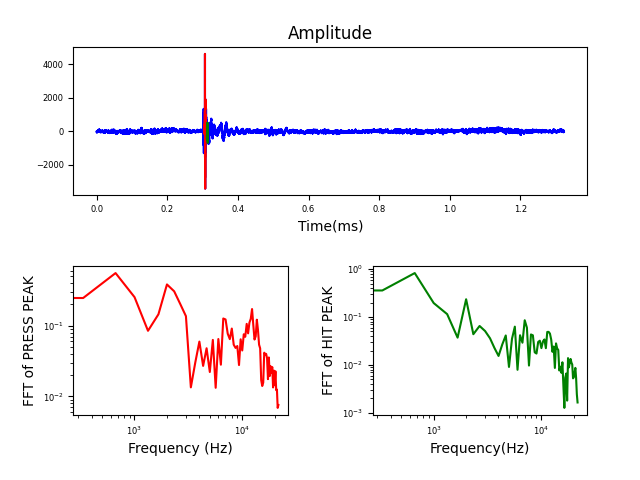 Amplitude
4000
2000
0
−2000
0.0 0.2 0.4 0.6 0.8 1.0 1.2
Time(ms)
FFT of PRESS PEAK
10⁻¹
10⁻²
10³ 10⁴
Frequency (Hz)
FFT of HIT PEAK
10⁰
10⁻¹
10⁻²
10⁻³
10³ 10⁴
Frequency(Hz)